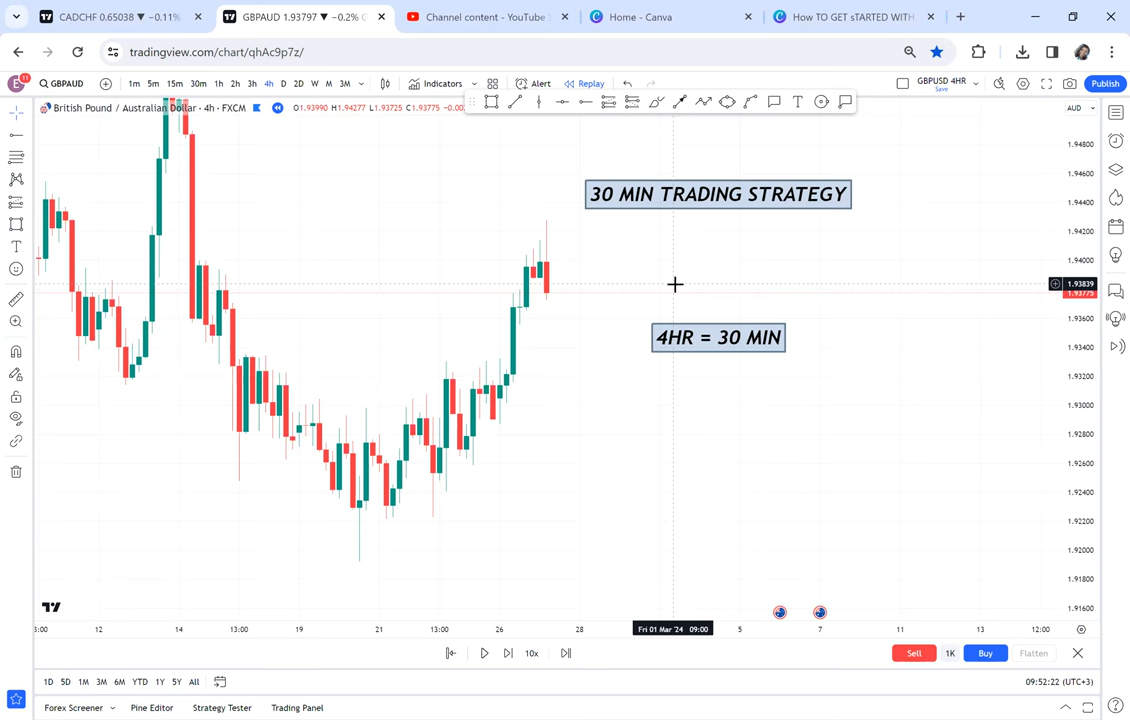 CADCHF 0.65038 ▼ −0.11%
GBPAUD 1.93797 ▼ −0.2% G
Channel content - YouTube S
Home - Canva
How TO GET sTARTED WITH
tradingview.com/chart/qhAc9p7z/
E
11
GBPAUD
1m 5m 15m 30m 1h 2h 3h 4h D 2D W M 3M
Indicators
Alert
Replay
GBPUSD 4HR
Save
Publish
British Pound / Australian Dollar · 4h · FXCM
O1.93990 H1.94277 L1.93725 C1.93775
AUD
1.94800
1.94600
30 MIN TRADING STRATEGY
1.94400
1.94200
1.94000
1.93839
1.93775
1.93600
4HR = 30 MIN
1.93400
1.93200
1.93000
1.92800
1.92600
1.92400
1.92200
1.92000
1.91800
1.91600
3:00 12 14 13:00 19 21 13:00 26 28 Fri 01 Mar '24 09:00 5 7 11 13 12:00
10x
Sell 1K Buy Flatten
1D 5D 1M 3M 6M YTD 1Y 5Y All
09:52:22 (UTC+3)
Forex Screener Pine Editor Strategy Tester Trading Panel